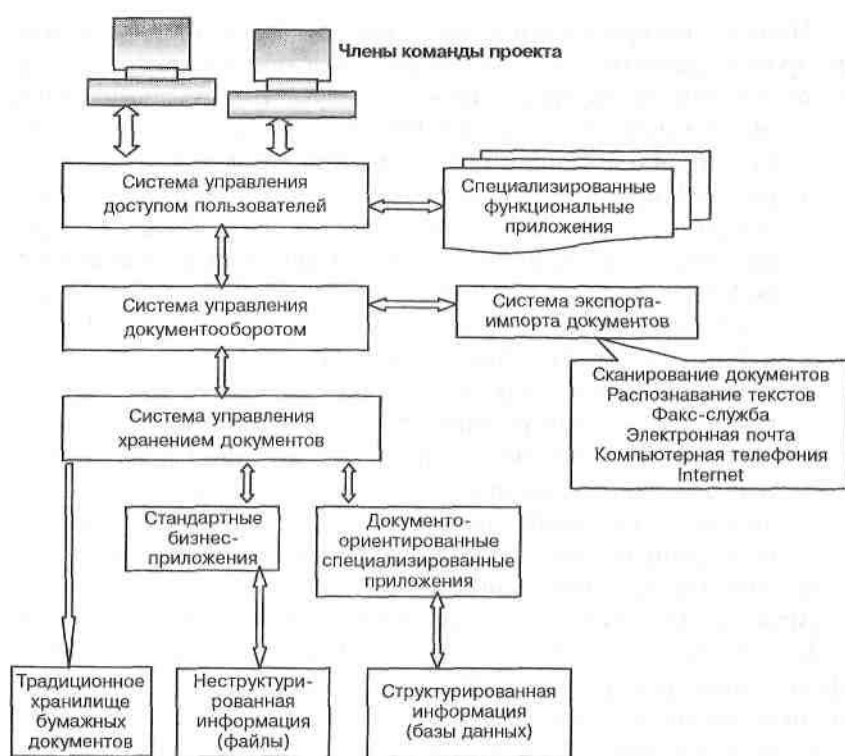 Члены команды проекта
Система управления
доступом пользователей
Специализированные
функциональные
приложения
Система управления
документооборотом
Система экспорта-
импорта документов
Сканирование документов
Распознавание текстов
Факс-служба
Электронная почта
Компьютерная телефония
Internet
Система управления
хранением документов
Стандартные
бизнес-
приложения
Документо-
ориентированные
специализированные
приложения
Традиционное
хранилище
бумажных
документов
Неструктури-
рованная
информация
(файлы)
Структурированная
информация
(базы данных)